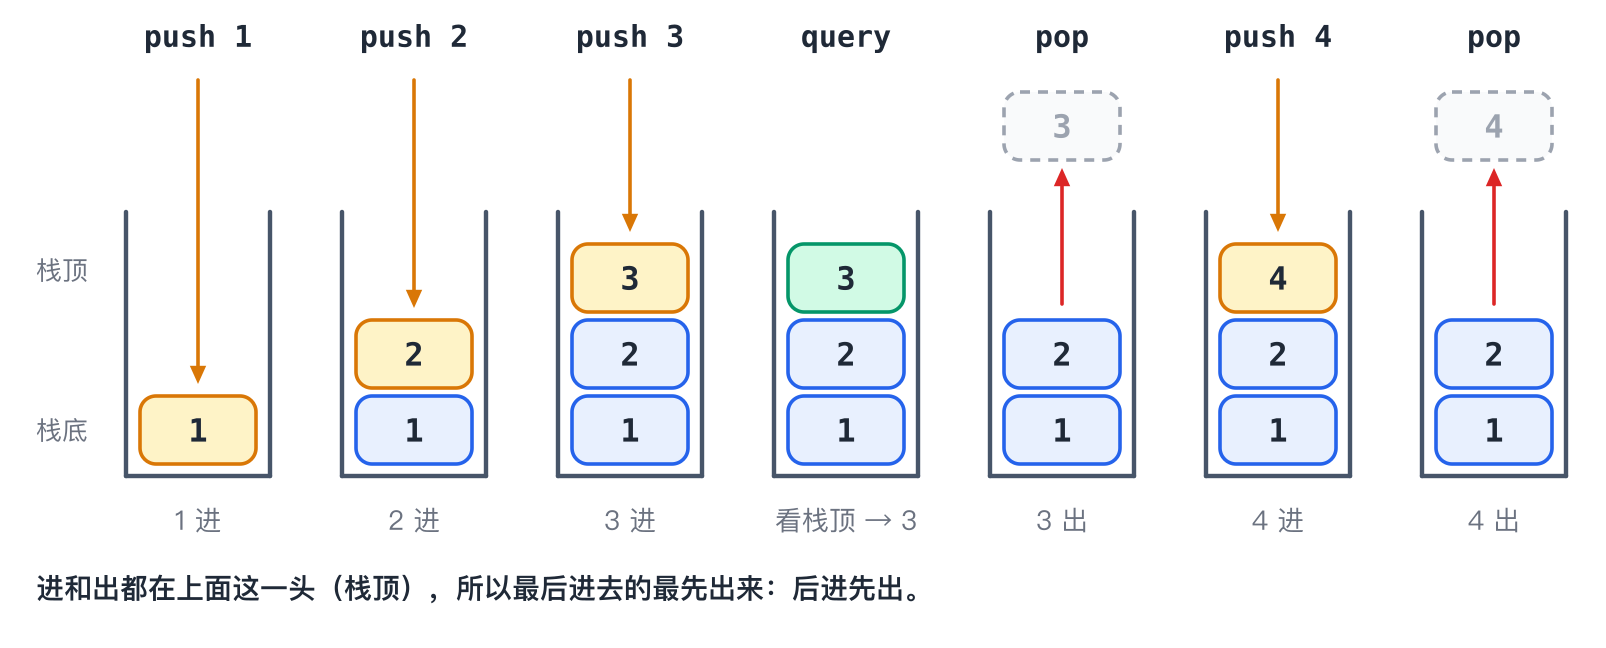 push 1 push 2 push 3 query pop push 4 pop
3 4
栈顶 3 3 4
2 2 2 2 2 2
栈底 1 1 1 1 1 1 1
1 进 2 进 3 进 看栈顶 → 3 3 出 4 进 4 出
进和出都在上面这一头（栈顶），所以最后进去的最先出来：后进先出。